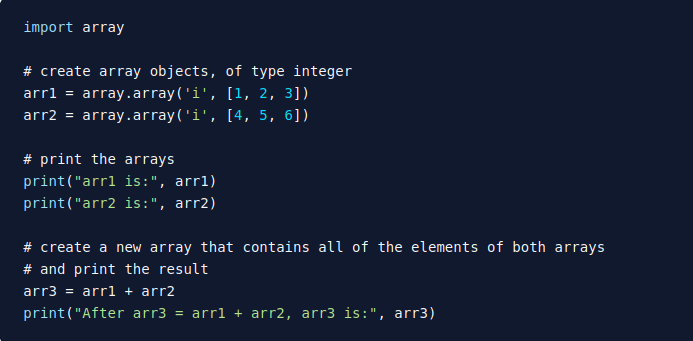 import array
# create array objects, of type integer
arr1 = array.array('i', [1, 2, 3])
arr2 = array.array('i', [4, 5, 6])
# print the arrays
print("arr1 is:", arr1)
print("arr2 is:", arr2)
# create a new array that contains all of the elements of both arrays
# and print the result
arr3 = arr1 + arr2
print("After arr3 = arr1 + arr2, arr3 is:", arr3)